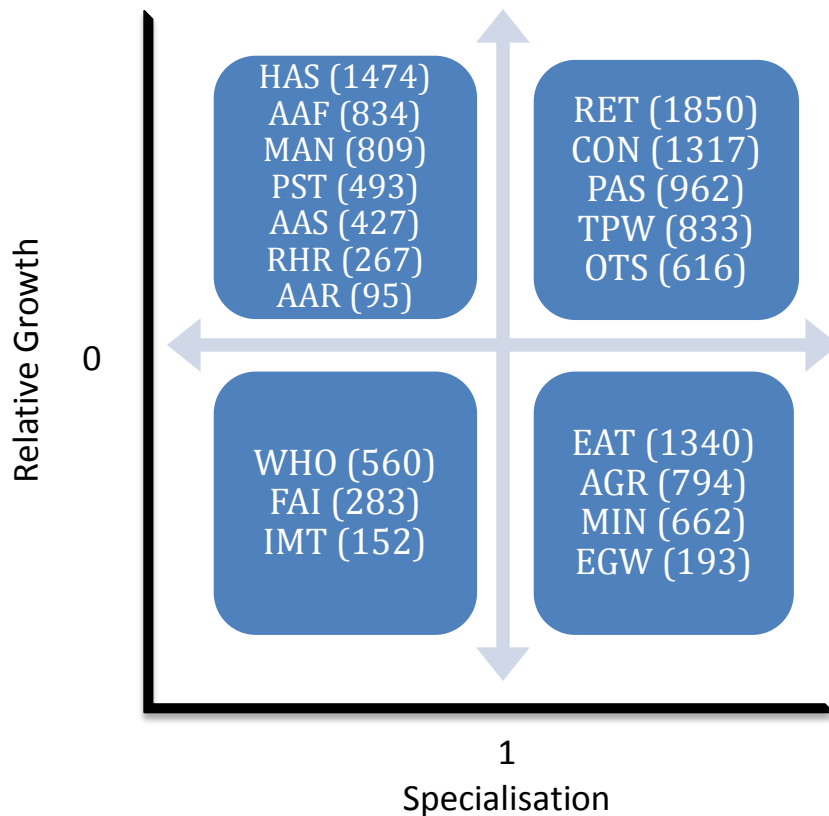 HAS (1474)
AAF (834)
MAN (809)
PST (493)
AAS (427)
RHR (267)
AAR (95)
RET (1850)
CON (1317)
PAS (962)
TPW (833)
OTS (616)
Relative Growth
0
WHO (560)
FAI (283)
IMT (152)
EAT (1340)
AGR (794)
MIN (662)
EGW (193)
1
Specialisation